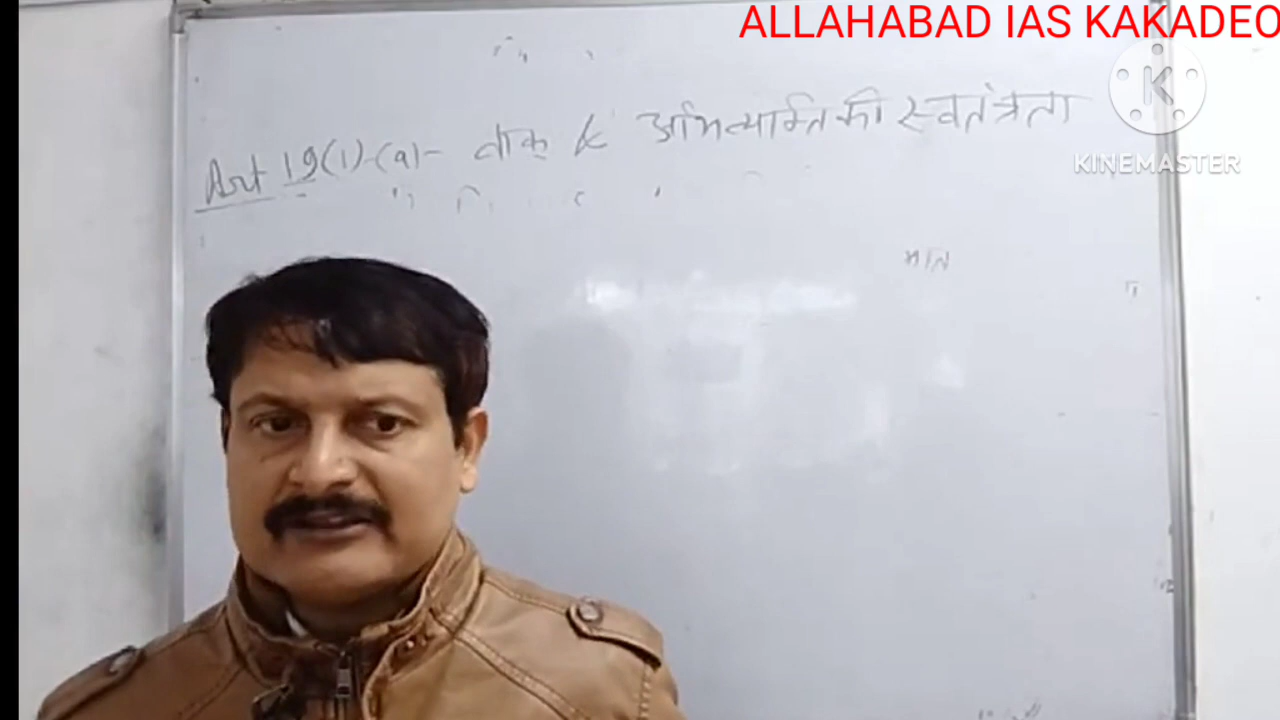 ALLAHABAD IAS KAKADEO
K
KINEMASTER
Art 19(1)-(a)- वाक् & अभिव्यक्ति की स्वतंत्रता